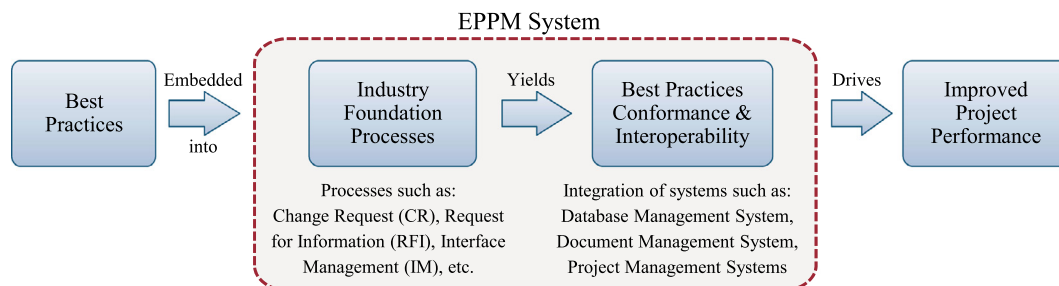 EPPM System
Best
Practices
Embedded
into
Industry
Foundation
Processes
Yields
Best Practices
Conformance &
Interoperability
Drives
Improved
Project
Performance
Processes such as:
Change Request (CR), Request
for Information (RFI), Interface
Management (IM), etc.
Integration of systems such as:
Database Management System,
Document Management System,
Project Management Systems